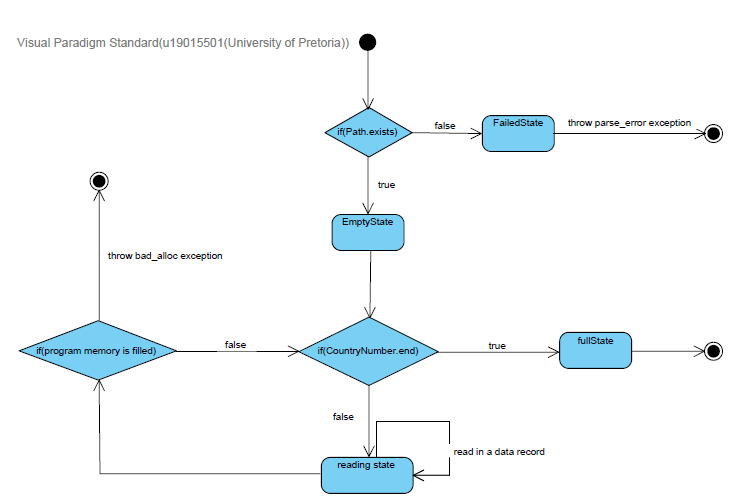 Visual Paradigm Standard(u19015501(University of Pretoria))
if(Path.exists)
false
FailedState
throw parse_error exception
true
EmptyState
throw bad_alloc exception
if(program memory is filled)
false
if(CountryNumber.end)
true
fullState
false
reading state
read in a data record